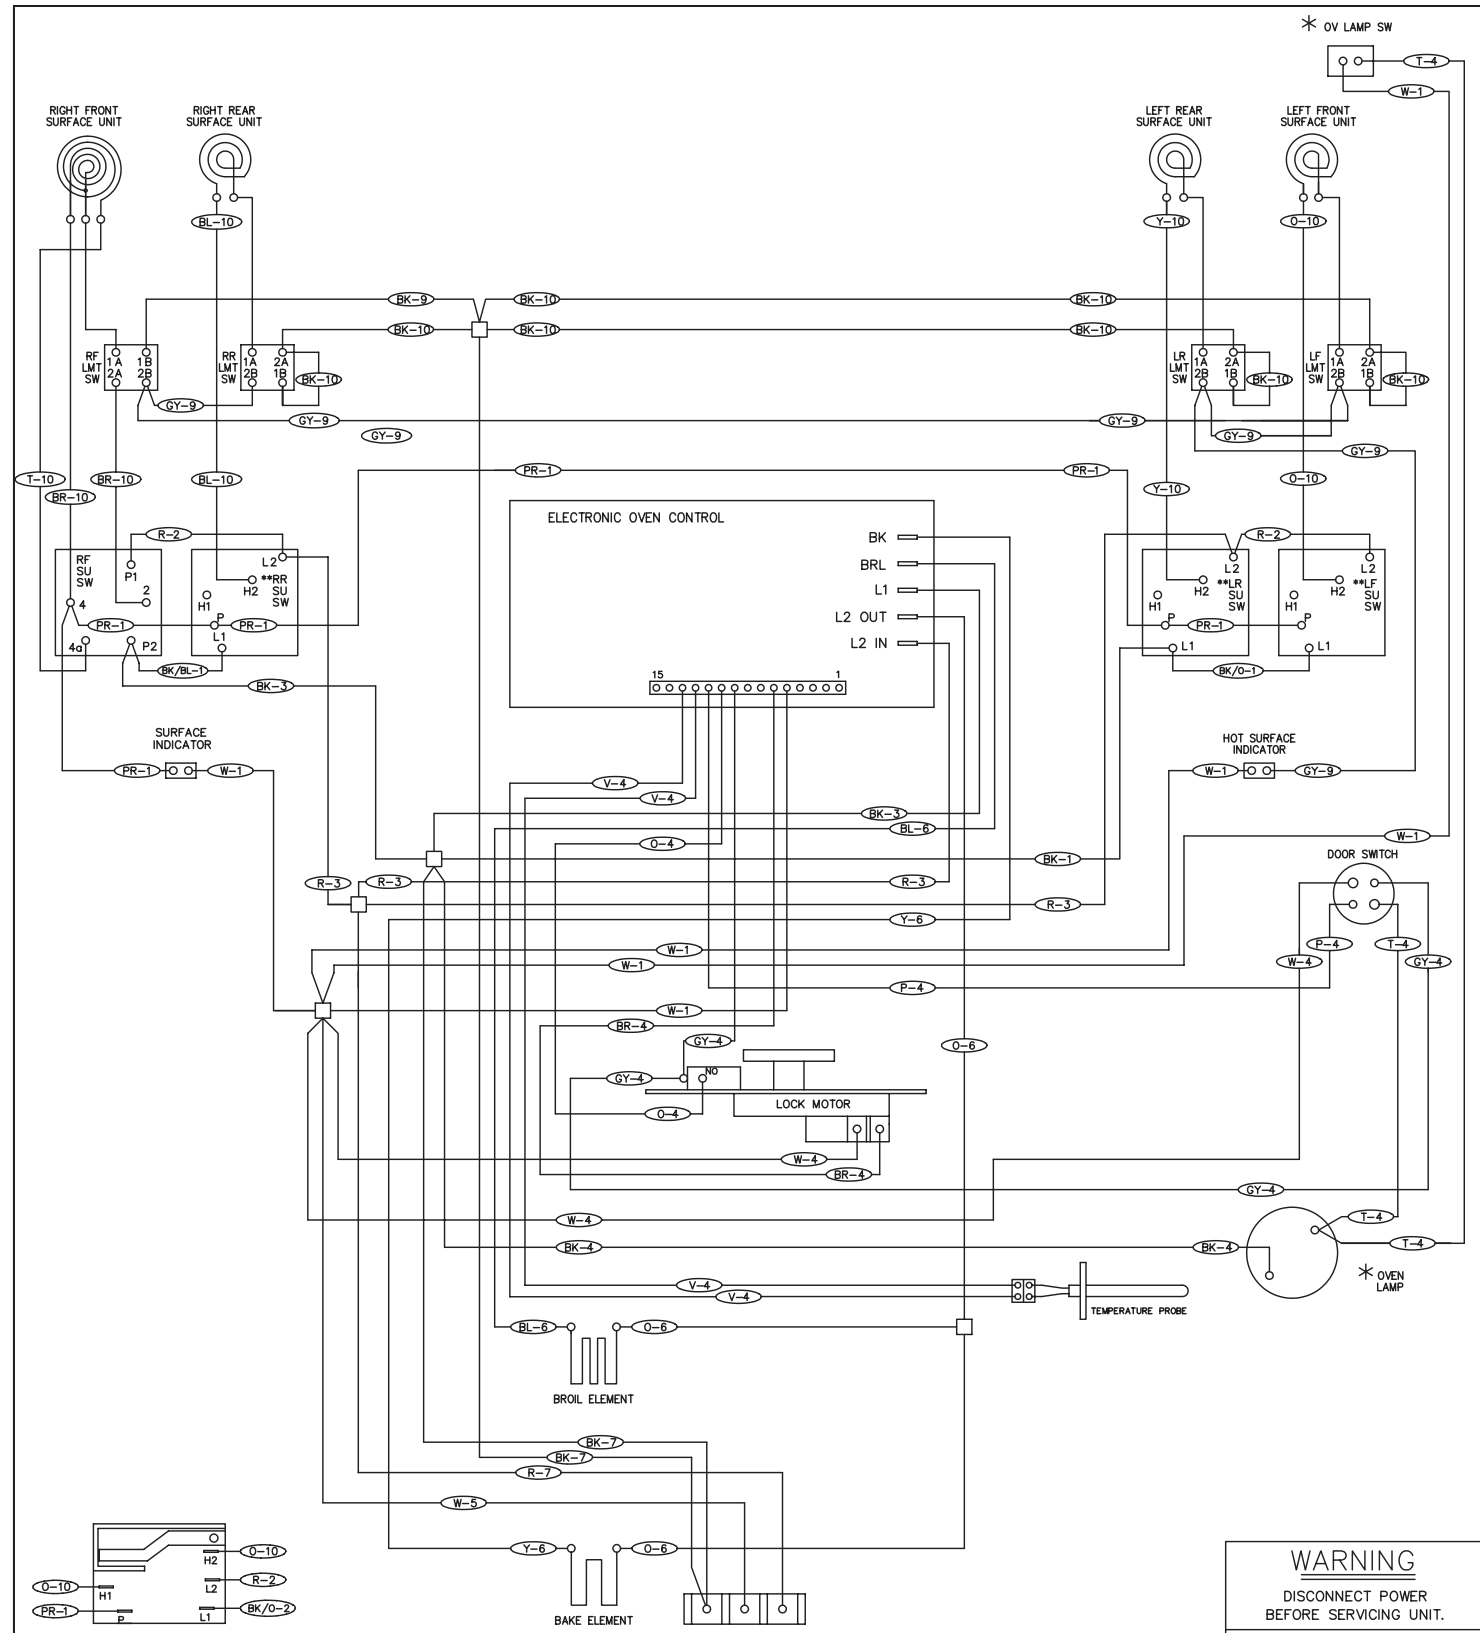 OV LAMP SW
T-4
W-1
RIGHT FRONT
SURFACE UNIT
RIGHT REAR
SURFACE UNIT
LEFT REAR
SURFACE UNIT
LEFT FRONT
SURFACE UNIT
BL-10
Y-10
O-10
BK-9
BK-10
BK-10
BK-10
BK-10
BK-10
RF
LMT
SW
1A 1B
2A 2B
RR
LMT
SW
1A 2A
2B 1B
BK-10
LR
LMT
SW
1A 2A
2B 1B
BK-10
LF
LMT
SW
1A 2A
2B 1B
BK-10
GY-9
GY-9
GY-9
GY-9
GY-9
GY-9
T-10
BR-10
BR-10
BL-10
PR-1
PR-1
Y-10
O-10
ELECTRONIC OVEN CONTROL
BK
BRL
L1
L2 OUT
L2 IN
15
1
R-2
RF
SU
SW
P1
2
4
4a
P2
PR-1
L2
**RR
SU
SW
H2
H1
P
L1
PR-1
BK/BL-1
BK-3
R-2
L2
**LR
SU
SW
H2
H1
P
L1
PR-1
L2
**LF
SU
SW
H2
H1
P
L1
BK/O-1
SURFACE
INDICATOR
PR-1
W-1
HOT SURFACE
INDICATOR
W-1
GY-9
V-4
V-4
BK-3
BL-6
O-4
W-1
BK-1
DOOR SWITCH
R-3
R-3
R-3
R-3
Y-6
W-1
W-1
P-4
T-4
W-4
GY-4
P-4
W-1
BR-4
GY-4
O-6
GY-4
NO
LOCK MOTOR
O-4
W-4
BR-4
GY-4
W-4
T-4
BK-4
BK-4
T-4
OVEN
LAMP
V-4
V-4
TEMPERATURE PROBE
BL-6
O-6
BROIL ELEMENT
BK-7
BK-7
R-7
W-5
Y-6
O-6
BAKE ELEMENT
H2
O-10
L2
R-2
O-10
H1
PR-1
P
L1
BK/O-2
WARNING
DISCONNECT POWER
BEFORE SERVICING UNIT.